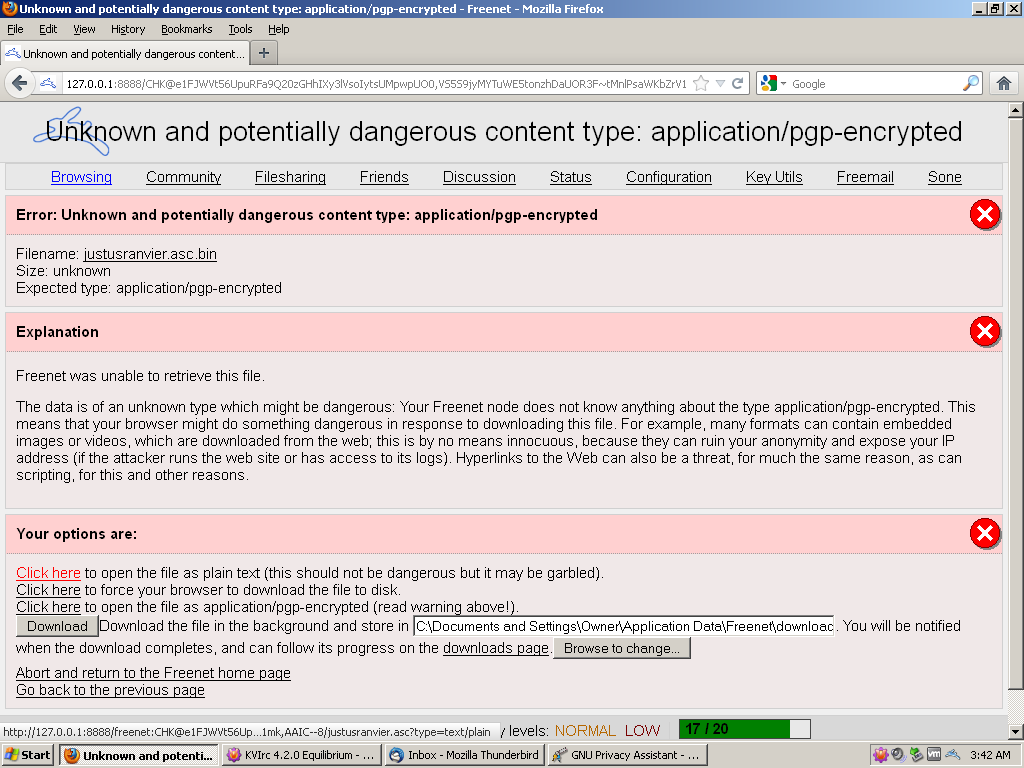 Unknown and potentially dangerous content type: application/pgp-encrypted - Freenet - Mozilla Firefox
File Edit View History Bookmarks Tools Help
Unknown and potentially dangerous content...
Google
Unknown and potentially dangerous content type: application/pgp-encrypted
Browsing Community Filesharing Friends Discussion Status Configuration Key Utils Freemail Sone
Error: Unknown and potentially dangerous content type: application/pgp-encrypted
Filename: justusranvier.asc.bin
Size: unknown
Expected type: application/pgp-encrypted
Explanation
Freenet was unable to retrieve this file.
The data is of an unknown type which might be dangerous: Your Freenet node does not know anything about the type application/pgp-encrypted. This
means that your browser might do something dangerous in response to downloading this file. For example, many formats can contain embedded
images or videos, which are downloaded from the web; this is by no means innocuous, because they can ruin your anonymity and expose your IP
address (if the attacker runs the web site or has access to its logs). Hyperlinks to the Web can also be a threat, for much the same reason, as can
scripting, for this and other reasons.
Your options are:
Click here to open the file as plain text (this should not be dangerous but it may be garbled).
Click here to force your browser to download the file to disk.
Click here to open the file as application/pgp-encrypted (read warning above!).
Download Download the file in the background and store in C:\Documents and Settings\Owner\Application Data\Freenet\download . You will be notified
when the download completes, and can follow its progress on the downloads page. Browse to change...
Abort and return to the Freenet home page
Go back to the previous page
http://127.0.0.1:8888/freenet:CHK@e1FJWVt56Up...1mk,AAIC--8/justusranvier.asc?type=text/plain y levels: NORMAL LOW 17 / 20
Start Unknown and potenti... KVIrc 4.2.0 Equilibrium - ... Inbox - Mozilla Thunderbird GNU Privacy Assistant - ... 3:42 AM